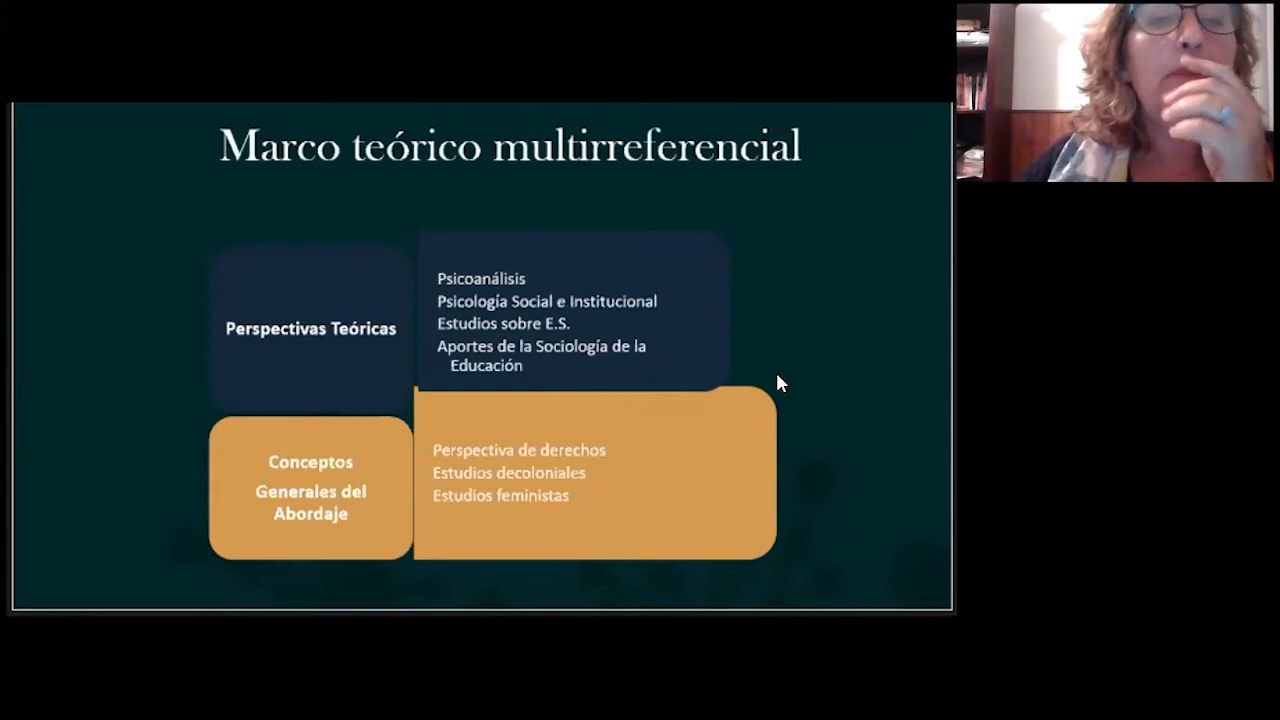 Marco teórico multirreferencial
Perspectivas Teóricas
Psicoanálisis
Psicología Social e Institucional
Estudios sobre E.S.
Aportes de la Sociología de la
Educación
Conceptos
Generales del
Abordaje
Perspectiva de derechos
Estudios decoloniales
Estudios feministas